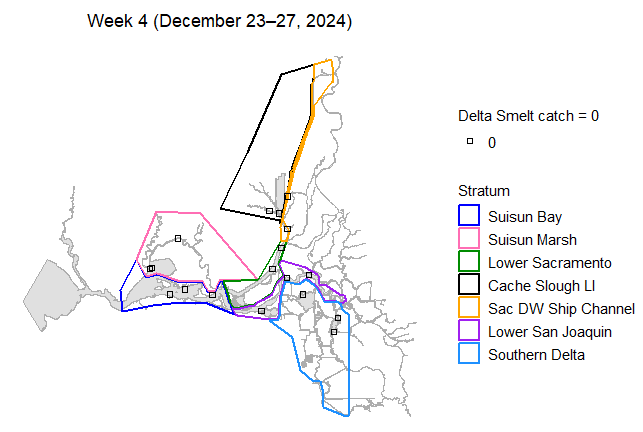 Week 4 (December 23–27, 2024)
Delta Smelt catch = 0
0
Stratum
Suisun Bay
Suisun Marsh
Lower Sacramento
Cache Slough LI
Sac DW Ship Channel
Lower San Joaquin
Southern Delta